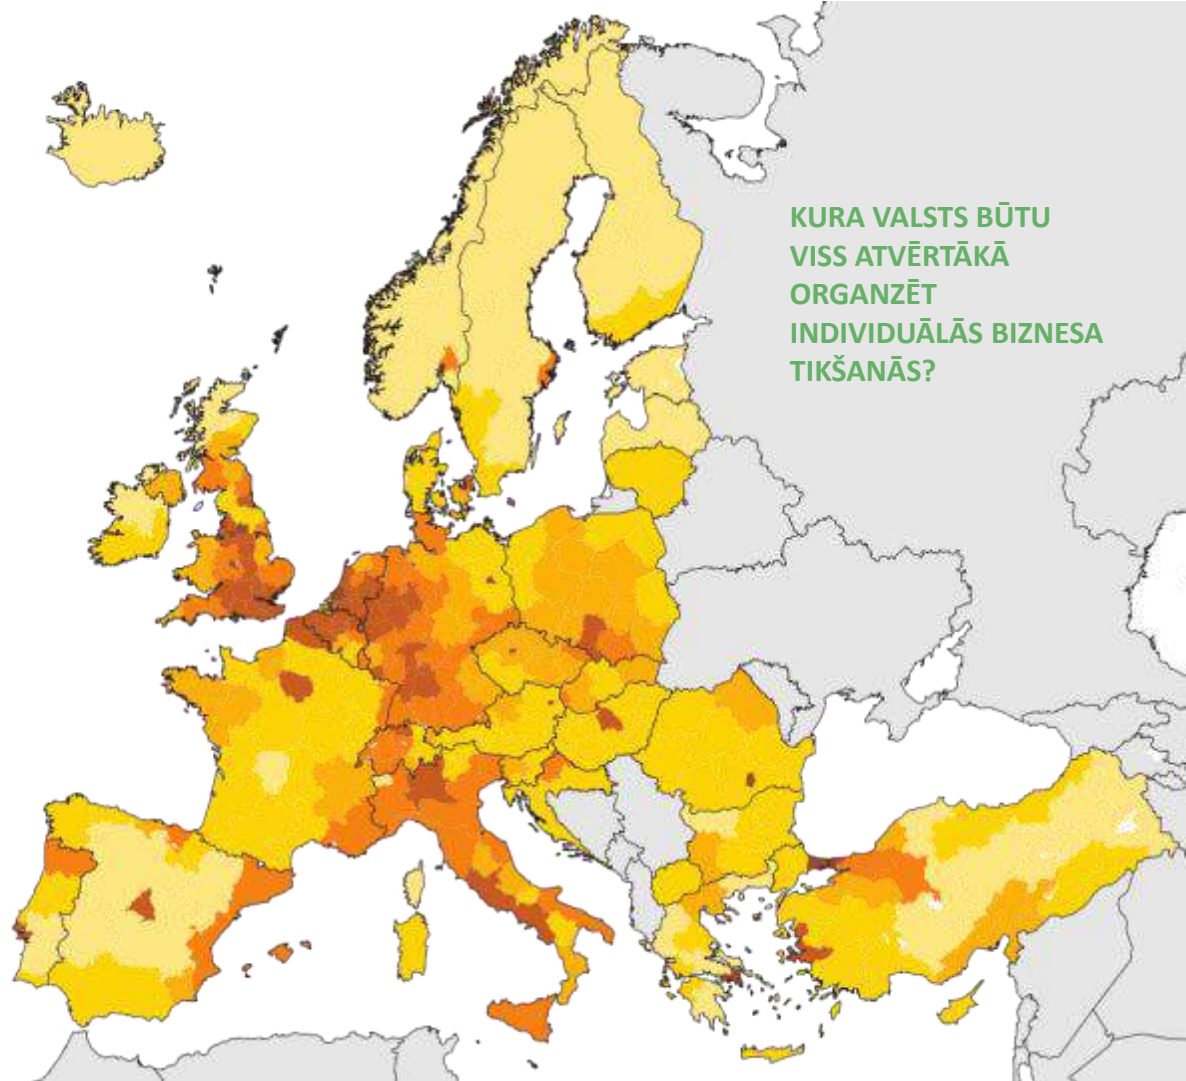 KURA VALSTS BŪTU
VISS ATVĒRTĀKĀ
ORGANZĒT
INDIVIDUĀLĀS BIZNESA
TIKŠANĀS?